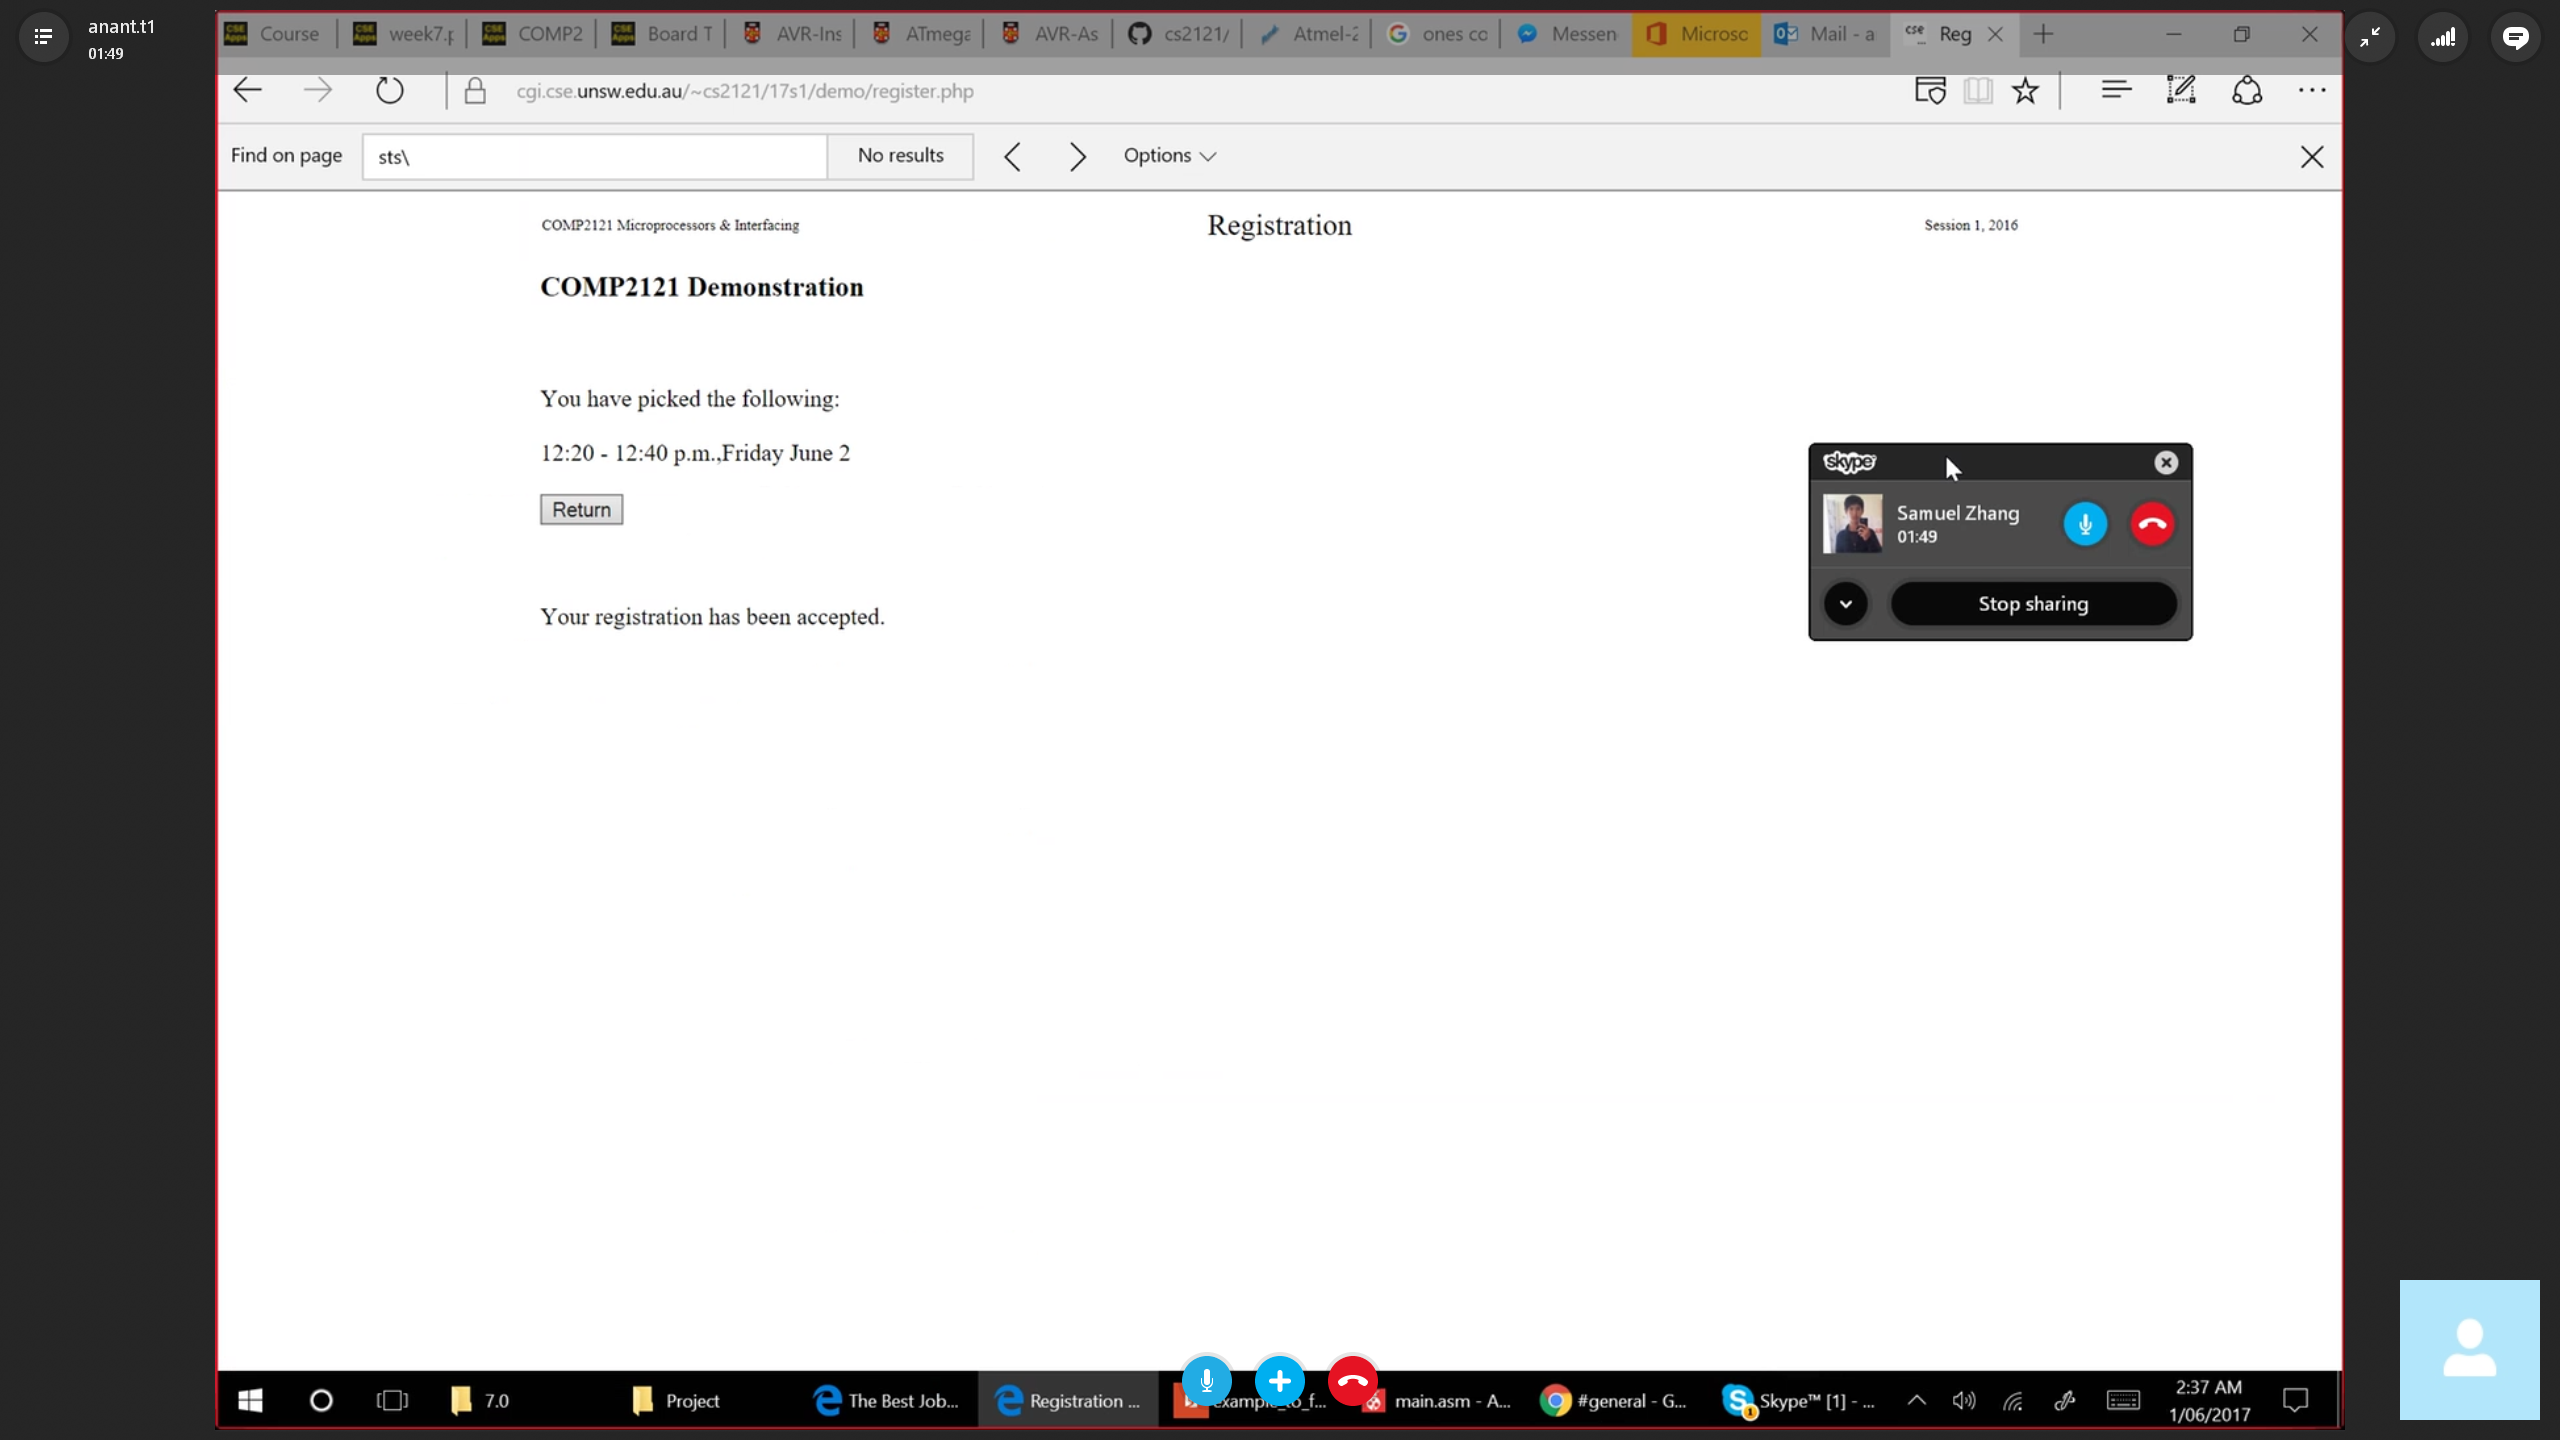 anant.t1
01:49
Course
week7.p
COMP2
Board T
AVR-Ins
ATmega
AVR-As
cs2121/
Atmel-2
ones co
Messen
Microsc
Mail - a
cse
Reg
cgi.cse.unsw.edu.au/~cs2121/17s1/demo/register.php
Find on page
sts\
No results
Options
COMP2121 Microprocessors & Interfacing
Registration
Session 1, 2016
COMP2121 Demonstration
You have picked the following:
12:20 - 12:40 p.m.,Friday June 2
Return
Your registration has been accepted.
skype
Samuel Zhang
01:49
Stop sharing
7.0
Project
The Best Job...
Registration ...
example_to_f...
main.asm - A...
#general - G...
Skype™ [1] - ...
2:37 AM
1/06/2017